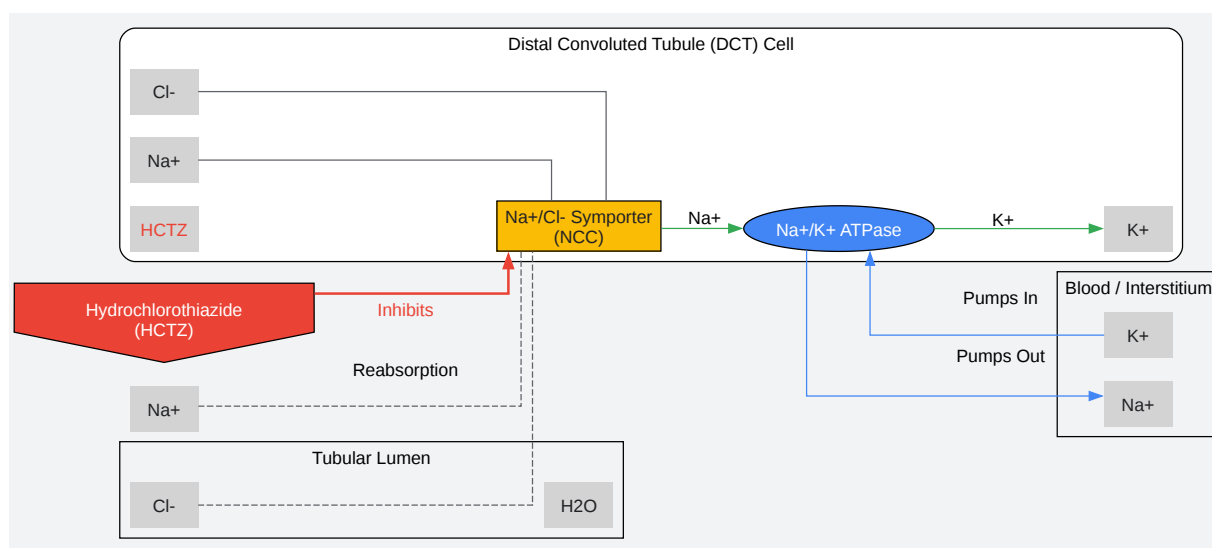 Distal Convoluted Tubule (DCT) Cell
Cl-
Na+
HCTZ
Na+/Cl- Symporter
(NCC)
Na+
Na+/K+ ATPase
K+
K+
Hydrochlorothiazide
(HCTZ)
Inhibits
Blood / Interstitium
Pumps In
K+
Pumps Out
Na+
Reabsorption
Na+
Tubular Lumen
Cl-
H2O